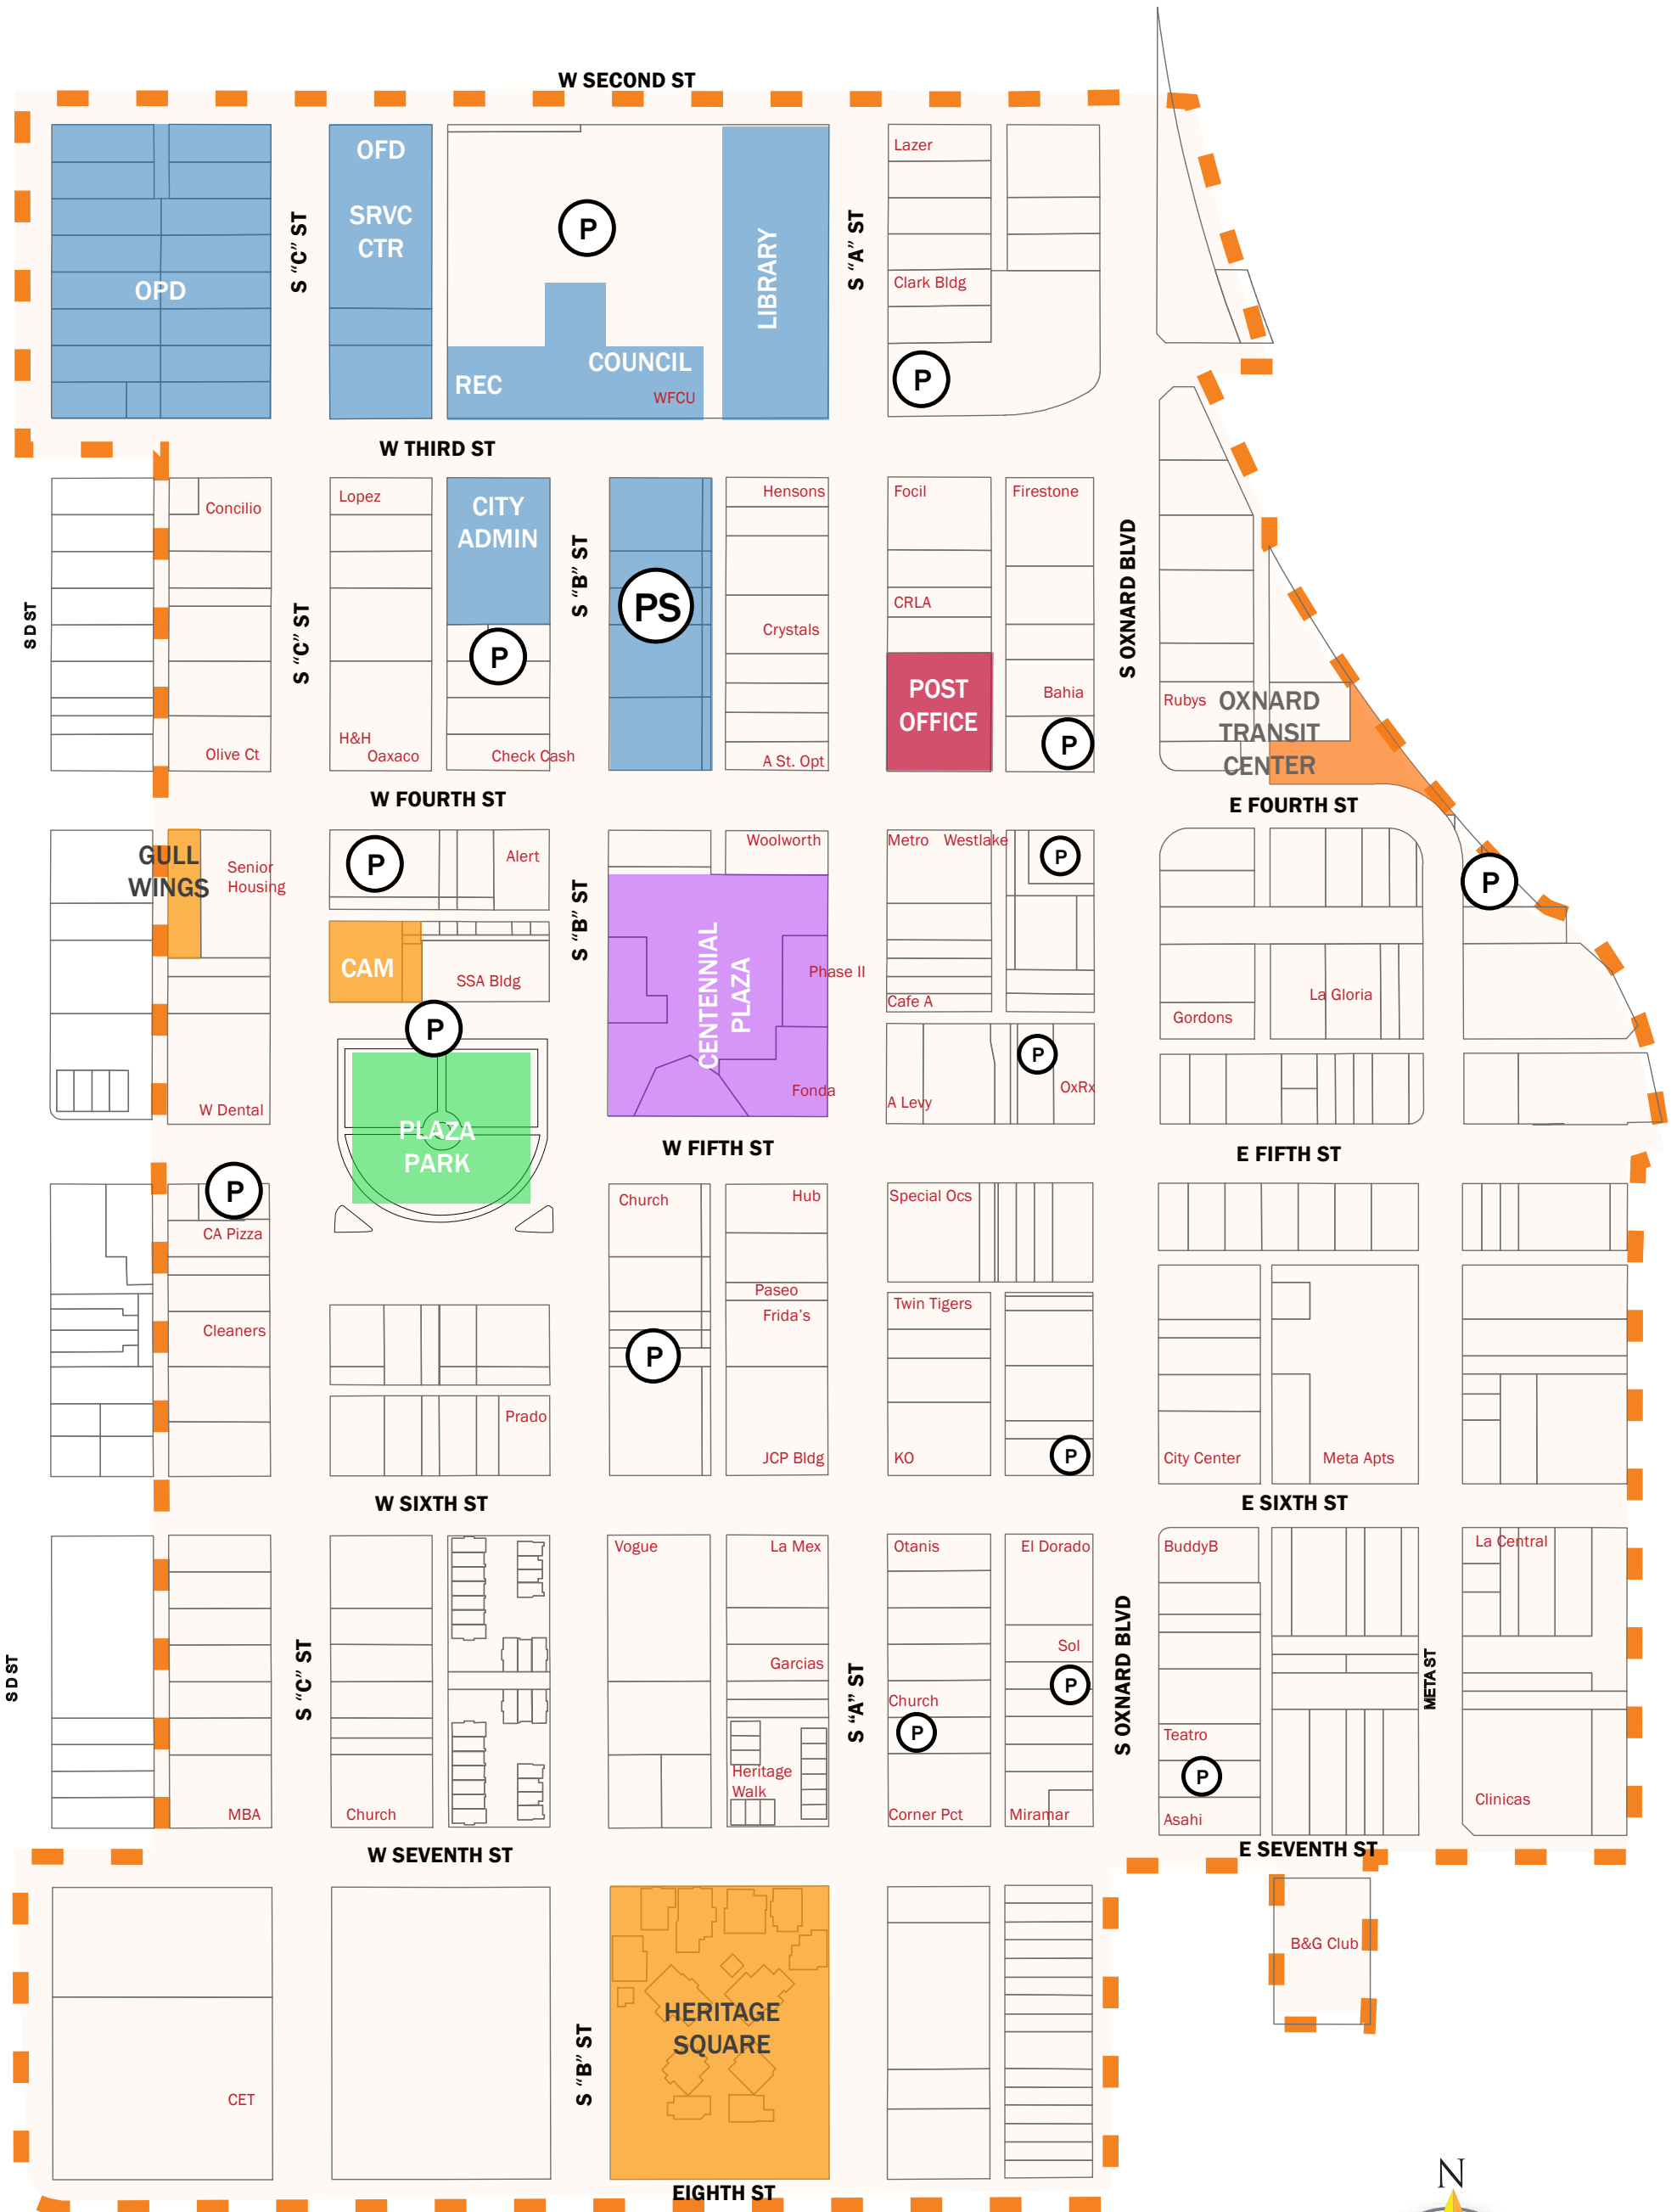 W SECOND ST
OFD
SRVC
CTR
P
LIBRARY
S "C" ST
S "A" ST
OPD
REC
COUNCIL
WFCU
Lazer
Clark Bldg
P
W THIRD ST
Concilio
Lopez
CITY
ADMIN
S "B" ST
PS
Hensons
Focil
Firestone
S D ST
S "C" ST
P
Crystals
CRLA
S OXNARD BLVD
POST
OFFICE
Bahia
P
Rubys
OXNARD
TRANSIT
CENTER
Olive Ct
H&H
Oaxaco
Check Cash
A St. Opt
W FOURTH ST
E FOURTH ST
GULL
WINGS
Senior
Housing
P
Alert
S "B" ST
Woolworth
Metro
Westlake
P
P
CAM
SSA Bldg
CENTENNIAL
PLAZA
Phase II
Cafe A
Gordons
La Gloria
P
P
W Dental
PLAZA
PARK
Fonda
A Levy
OxRx
W FIFTH ST
E FIFTH ST
P
CA Pizza
Church
Hub
Special Ocs
Paseo
Frida's
Twin Tigers
Cleaners
P
Prado
JCP Bldg
KO
P
City Center
Meta Apts
W SIXTH ST
E SIXTH ST
Vogue
La Mex
Otanis
El Dorado
BuddyB
La Central
S D ST
S "C" ST
Garcias
S "A" ST
Sol
P
Church
P
S OXNARD BLVD
META ST
Teatro
P
Heritage
Walk
MBA
Church
Corner Pct
Miramar
Asahi
Clinicas
W SEVENTH ST
E SEVENTH ST
B&G Club
HERITAGE
SQUARE
S "B" ST
CET
N
EIGHTH ST